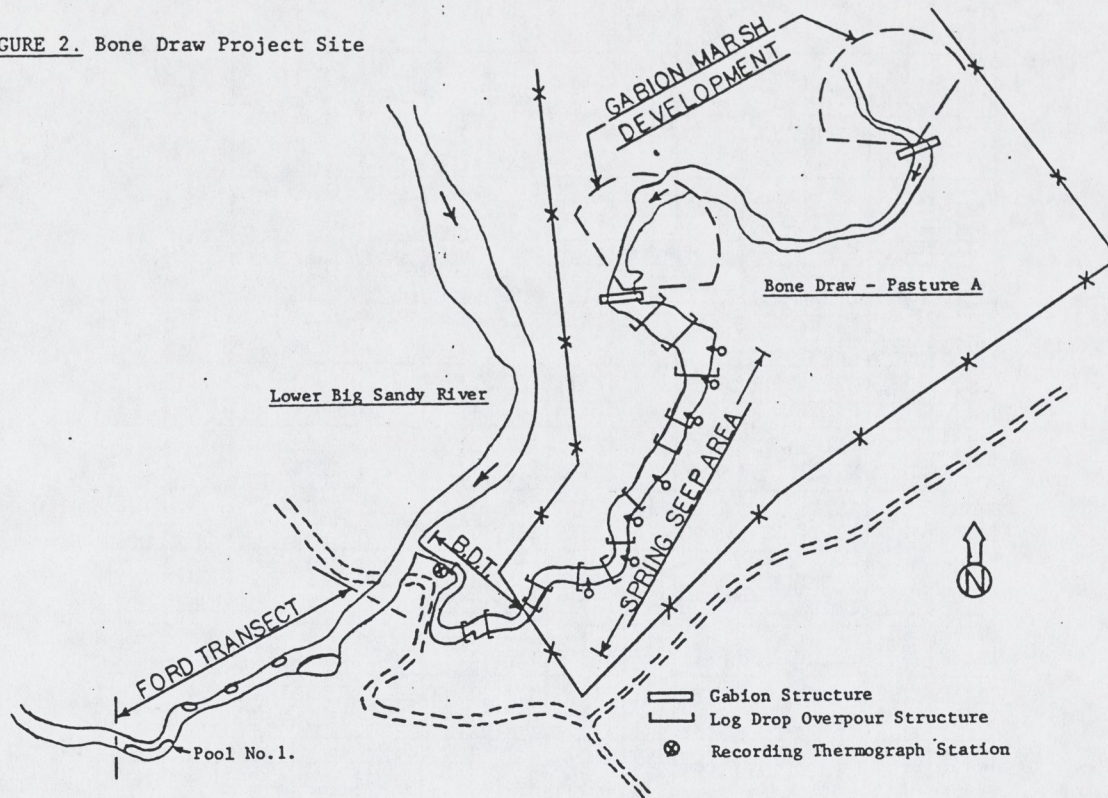 GURE 2. Bone Draw Project Site
GABION MARSH
DEVELOPMENT
Bone Draw - Pasture A
Lower Big Sandy River
SPRING SEEP AREA
B.D.T.
FORD TRANSECT
N
Gabion Structure
Log Drop Overpour Structure
Recording Thermograph Station
Pool No.1.